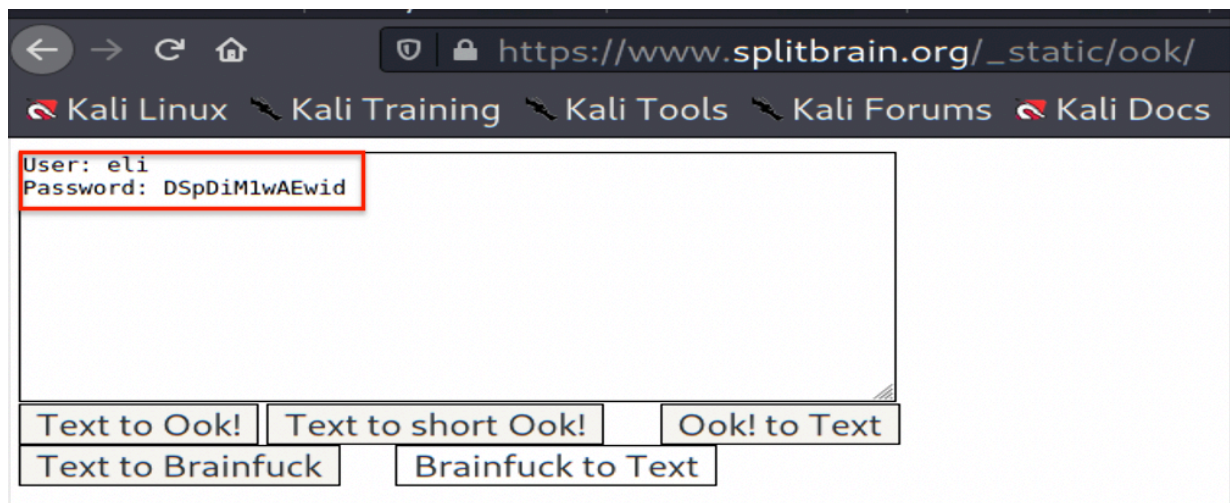 https://www.splitbrain.org/_static/ook/
Kali Linux Kali Training Kali Tools Kali Forums Kali Docs
User: eli
Password: DSpDiM1wAEwid
Text to Ook! Text to short Ook! Ook! to Text
Text to Brainfuck Brainfuck to Text